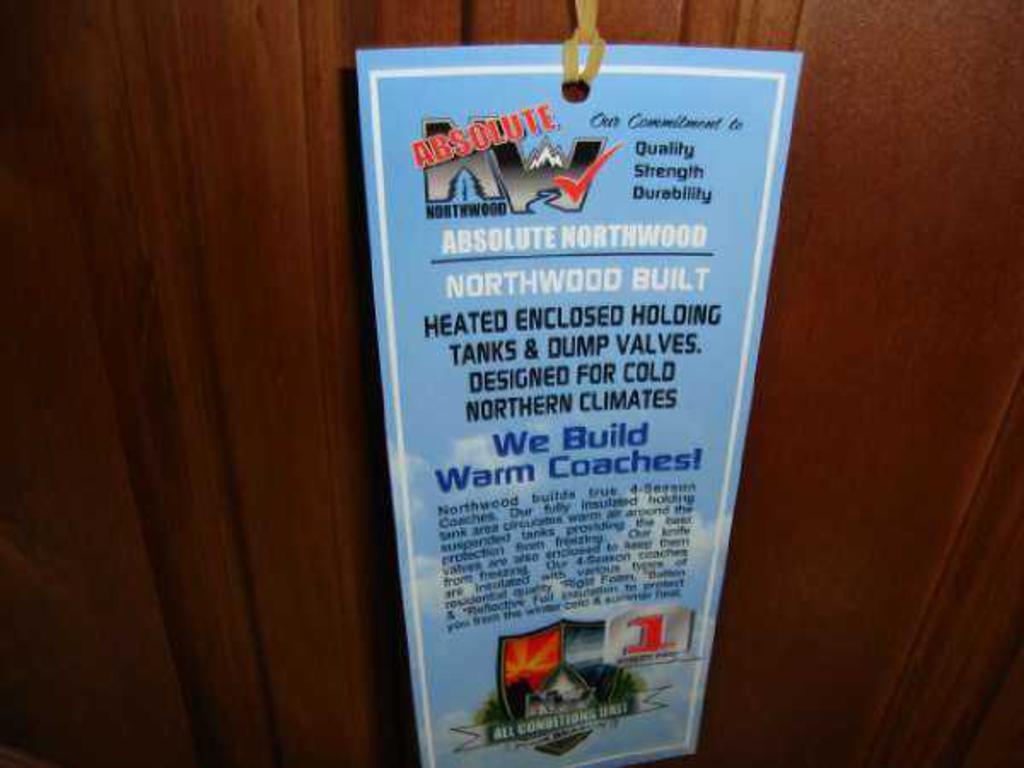 ABSOLUTE
NW
NORTHWOOD
Our Commitment to
Quality
Strength
Durability
ABSOLUTE NORTHWOOD
NORTHWOOD BUILT
HEATED ENCLOSED HOLDING
TANKS & DUMP VALVES.
DESIGNED FOR COLD
NORTHERN CLIMATES
We Build
Warm Coaches!
Northwood builds true 4-Season
Coaches. Our fully insulated holding
tank area circulates warm air around the
suspended tanks providing the best
protection from freezing. Our knife
valves are also enclosed to keep them
from freezing. Our 4-Season coaches
are insulated with various types of
residential quality *Rigid Foam, *Batten
& *Reflective Foil insulation to protect
you from the winter cold & summer heat.
1
ALL CONDITIONS UNIT